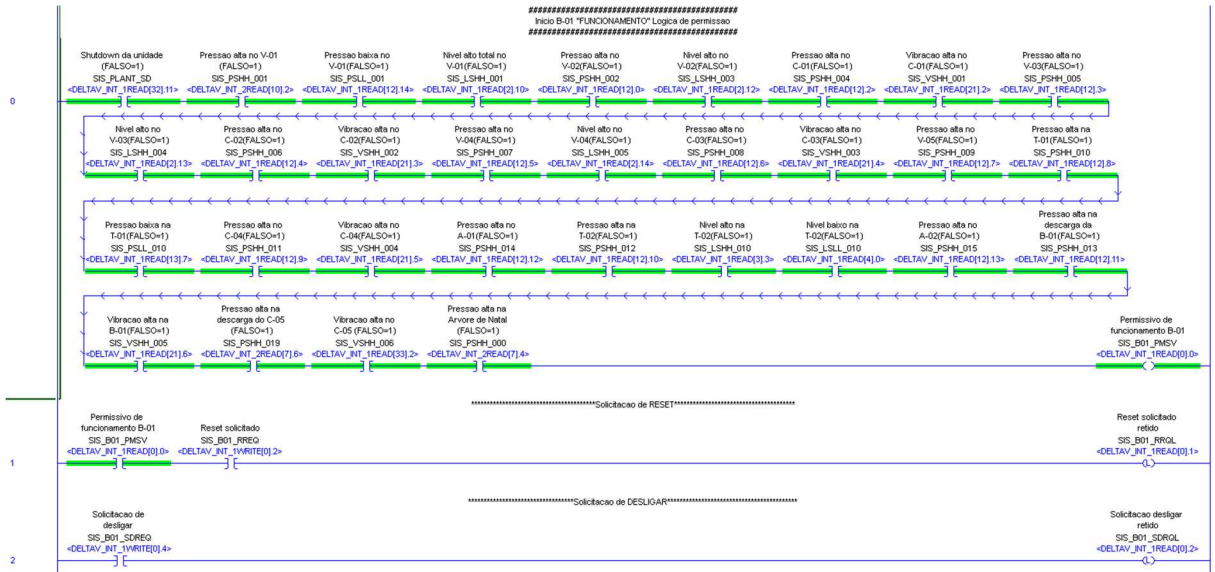 ############################################
Inicio B-01 "FUNCIONAMENTO" Logica de permissao
############################################
0
Shutdown da unidade
(FALSO=1)
SIS_PLANT_SD
<DELTAV_INT_1READ[32].11>
Pressao alta no V-01
(FALSO=1)
SIS_PSHH_001
<DELTAV_INT_2READ[10].2>
Pressao baixa no
V-01(FALSO=1)
SIS_PSLL_001
<DELTAV_INT_1READ[12].14>
Nivel alto total no
V-01(FALSO=1)
SIS_LSHH_001
<DELTAV_INT_1READ[2].10>
Pressao alta no
V-02(FALSO=1)
SIS_PSHH_002
<DELTAV_INT_1READ[12].0>
Nivel alto no
V-02(FALSO=1)
SIS_LSHH_003
<DELTAV_INT_1READ[2].12>
Pressao alta no
C-01(FALSO=1)
SIS_PSHH_004
<DELTAV_INT_1READ[12].2>
Vibracao alta no
C-01(FALSO=1)
SIS_VSHH_001
<DELTAV_INT_1READ[21].2>
Pressao alta no
V-03(FALSO=1)
SIS_PSHH_005
<DELTAV_INT_1READ[12].3>
Nivel alto no
V-03(FALSO=1)
SIS_LSHH_004
<DELTAV_INT_1READ[2].13>
Pressao alta no
C-02(FALSO=1)
SIS_PSHH_006
<DELTAV_INT_1READ[12].4>
Vibracao alta no
C-02(FALSO=1)
SIS_VSHH_002
<DELTAV_INT_1READ[21].3>
Pressao alta no
V-04(FALSO=1)
SIS_PSHH_007
<DELTAV_INT_1READ[12].5>
Nivel alto no
V-04(FALSO=1)
SIS_LSHH_005
<DELTAV_INT_1READ[2].14>
Pressao alta no
C-03(FALSO=1)
SIS_PSHH_008
<DELTAV_INT_1READ[12].6>
Vibracao alta no
C-03(FALSO=1)
SIS_VSHH_003
<DELTAV_INT_1READ[21].4>
Pressao alta no
V-05(FALSO=1)
SIS_PSHH_009
<DELTAV_INT_1READ[12].7>
Pressao alta na
T-01(FALSO=1)
SIS_PSHH_010
<DELTAV_INT_1READ[12].8>
Pressao baixa na
T-01(FALSO=1)
SIS_PSLL_010
<DELTAV_INT_1READ[13].7>
Pressao alta no
C-04(FALSO=1)
SIS_PSHH_011
<DELTAV_INT_1READ[12].9>
Vibracao alta no
C-04(FALSO=1)
SIS_VSHH_004
<DELTAV_INT_1READ[21].5>
Pressao alta no
A-01(FALSO=1)
SIS_PSHH_014
<DELTAV_INT_1READ[12].12>
Pressao alta na
T-02(FALSO=1)
SIS_PSHH_012
<DELTAV_INT_1READ[12].10>
Nivel alto na
T-02(FALSO=1)
SIS_LSHH_010
<DELTAV_INT_1READ[3].3>
Nivel baixo na
T-02(FALSO=1)
SIS_LSLL_010
<DELTAV_INT_1READ[4].0>
Pressao alta no
A-02(FALSO=1)
SIS_PSHH_015
<DELTAV_INT_1READ[12].13>
Pressao alta na
descarga da
B-01(FALSO=1)
SIS_PSHH_013
<DELTAV_INT_1READ[12].11>
Vibracao alta na
B-01(FALSO=1)
SIS_VSHH_005
<DELTAV_INT_1READ[21].6>
Pressao alta na
descarga do C-05
(FALSO=1)
SIS_PSHH_019
<DELTAV_INT_2READ[7].6>
Vibracao alta no
C-05 (FALSO=1)
SIS_VSHH_006
<DELTAV_INT_1READ[33].2>
Pressao alta na
Arvore de Natal
(FALSO=1)
SIS_PSHH_000
<DELTAV_INT_2READ[7].4>
Permissivo de
funcionamento B-01
SIS_B01_PMSV
<DELTAV_INT_1READ[0].0>
****************************************Solicitacao de RESET***************************************
1
Permissivo de
funcionamento B-01
SIS_B01_PMSV
<DELTAV_INT_1READ[0].0>
Reset solicitado
SIS_B01_RREQ
<DELTAV_INT_1WRITE[0].2>
Reset solicitado
retido
SIS_B01_RRQL
<DELTAV_INT_1READ[0].1>
L
**********************************Solicitacao de DESLIGAR******************************************
2
Solicitacao de
desligar
SIS_B01_SDREQ
<DELTAV_INT_1WRITE[0].4>
Solicitacao desligar
retido
SIS_B01_SDRQL
<DELTAV_INT_1READ[0].2>
L